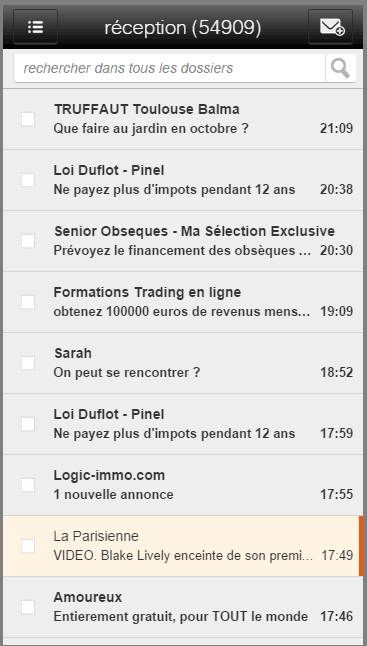 réception (54909)
rechercher dans tous les dossiers
TRUFFAUT Toulouse Balma
Que faire au jardin en octobre ? 21:09
Loi Duflot - Pinel
Ne payez plus d'impots pendant 12 ans 20:38
Senior Obseques - Ma Sélection Exclusive
Prévoyez le financement des obsèques ... 20:30
Formations Trading en ligne
obtenez 100000 euros de revenus mens... 19:09
Sarah
On peut se rencontrer ? 18:52
Loi Duflot - Pinel
Ne payez plus d'impots pendant 12 ans 17:59
Logic-immo.com
1 nouvelle annonce 17:55
La Parisienne
VIDEO. Blake Lively enceinte de son premi... 17:49
Amoureux
Entierement gratuit, pour TOUT le monde 17:46